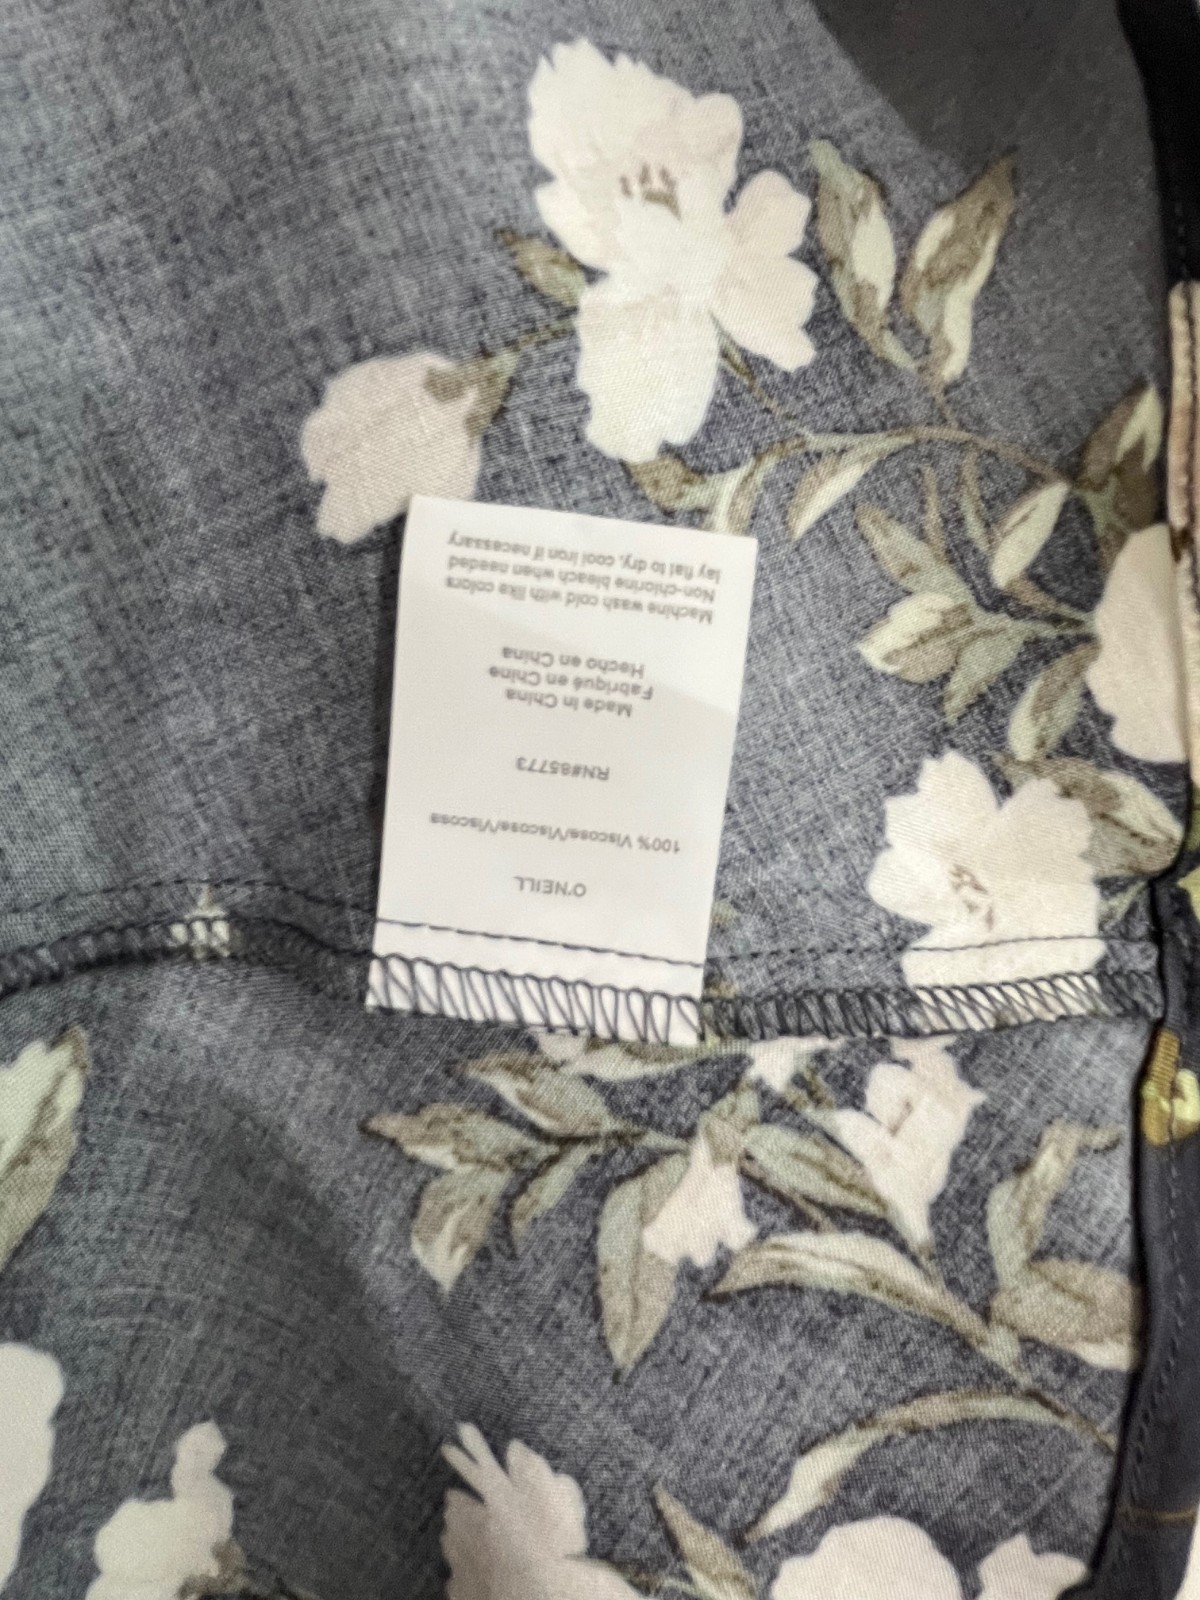 O'NEILL
100% Viscose/Viscose/Viscosa
RN#85773
Made In China
Fabriqué en Chine
Hecho en China
Machine wash cold with like colors
Non-chlorine bleach when needed
lay flat to dry, cool iron if necessary